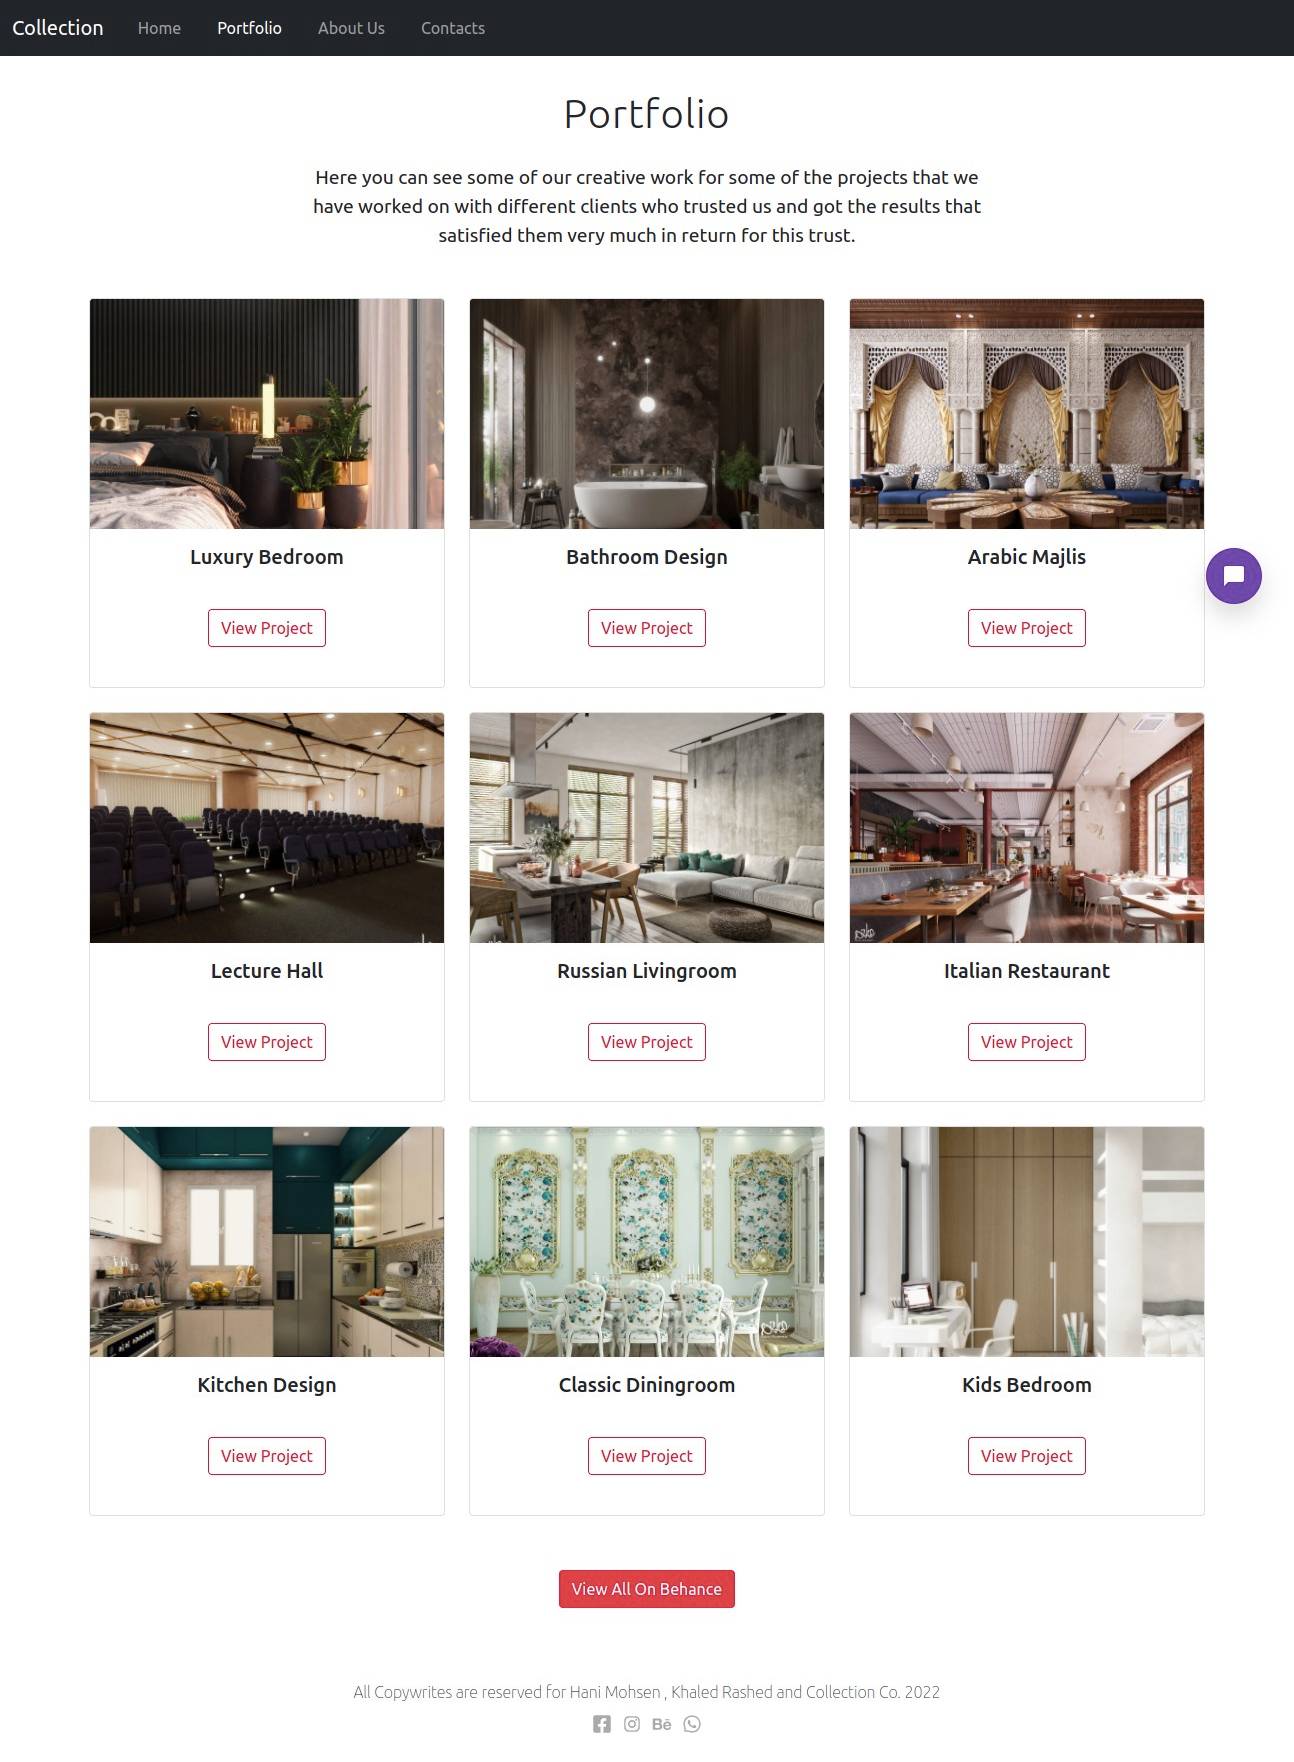 Collection Home Portfolio About Us Contacts
Portfolio
Here you can see some of our creative work for some of the projects that we
have worked on with different clients who trusted us and got the results that
satisfied them very much in return for this trust.
Luxury Bedroom
View Project
Bathroom Design
View Project
Arabic Majlis
View Project
Lecture Hall
View Project
Russian Livingroom
View Project
Italian Restaurant
View Project
Kitchen Design
View Project
Classic Diningroom
View Project
Kids Bedroom
View Project
View All On Behance
All Copywrites are reserved for Hani Mohsen , Khaled Rashed and Collection Co. 2022
Bē